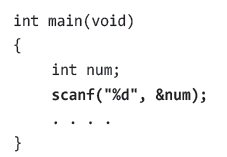 int main(void)
{
    int num;
    scanf("%d", &num);
    . . . .
}